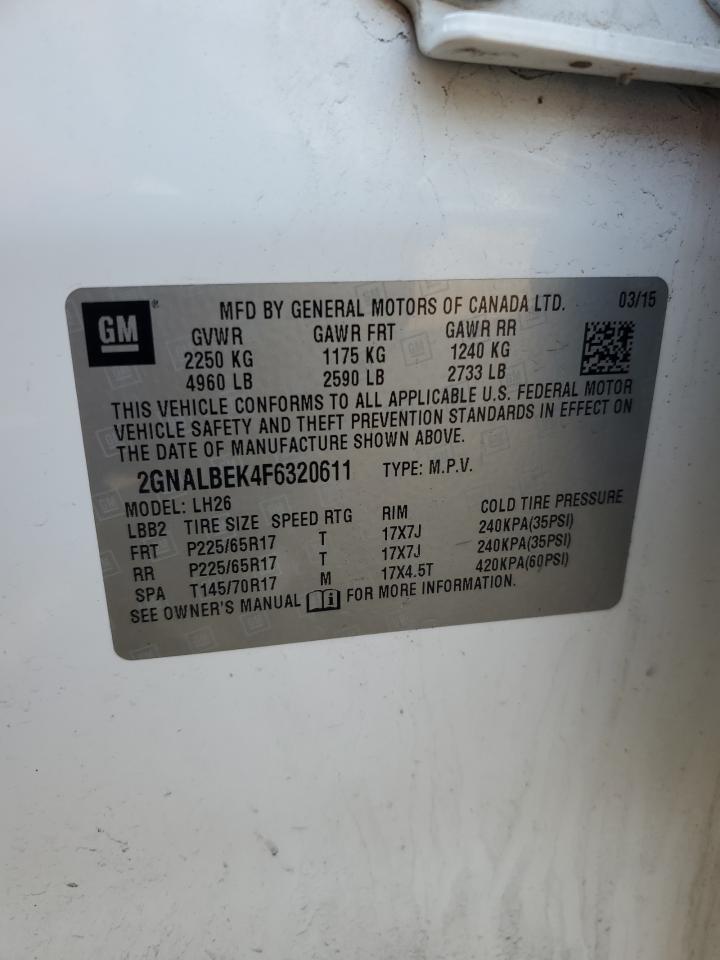 GM® MFD BY GENERAL MOTORS OF CANADA LTD. 03/15
GVWR GAWR FRT GAWR RR
2250 KG 1175 KG 1240 KG
4960 LB 2590 LB 2733 LB
THIS VEHICLE CONFORMS TO ALL APPLICABLE U.S. FEDERAL MOTOR
VEHICLE SAFETY AND THEFT PREVENTION STANDARDS IN EFFECT ON
THE DATE OF MANUFACTURE SHOWN ABOVE.
2GNALBEK4F6320611 TYPE: M.P.V.
MODEL: LH26
LBB2 TIRE SIZE SPEED RTG RIM COLD TIRE PRESSURE
FRT P225/65R17 T 17X7J 240KPA(35PSI)
RR P225/65R17 T 17X7J 240KPA(35PSI)
SPA T145/70R17 M 17X4.5T 420KPA(60PSI)
SEE OWNER'S MANUAL FOR MORE INFORMATION.